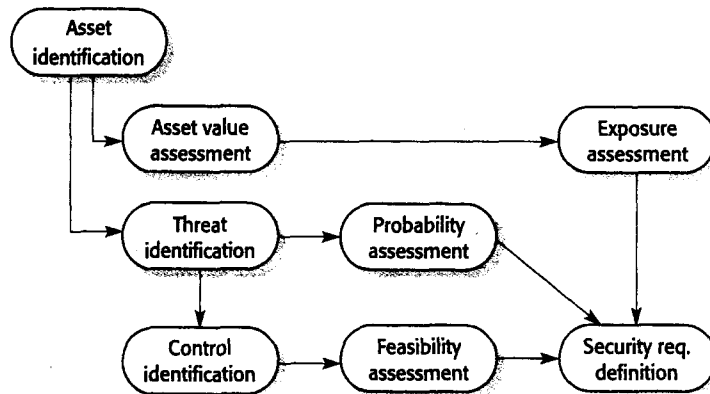 Asset
identification
Asset value
assessment
Exposure
assessment
Threat
identification
Probability
assessment
Control
identification
Feasibility
assessment
Security req.
definition